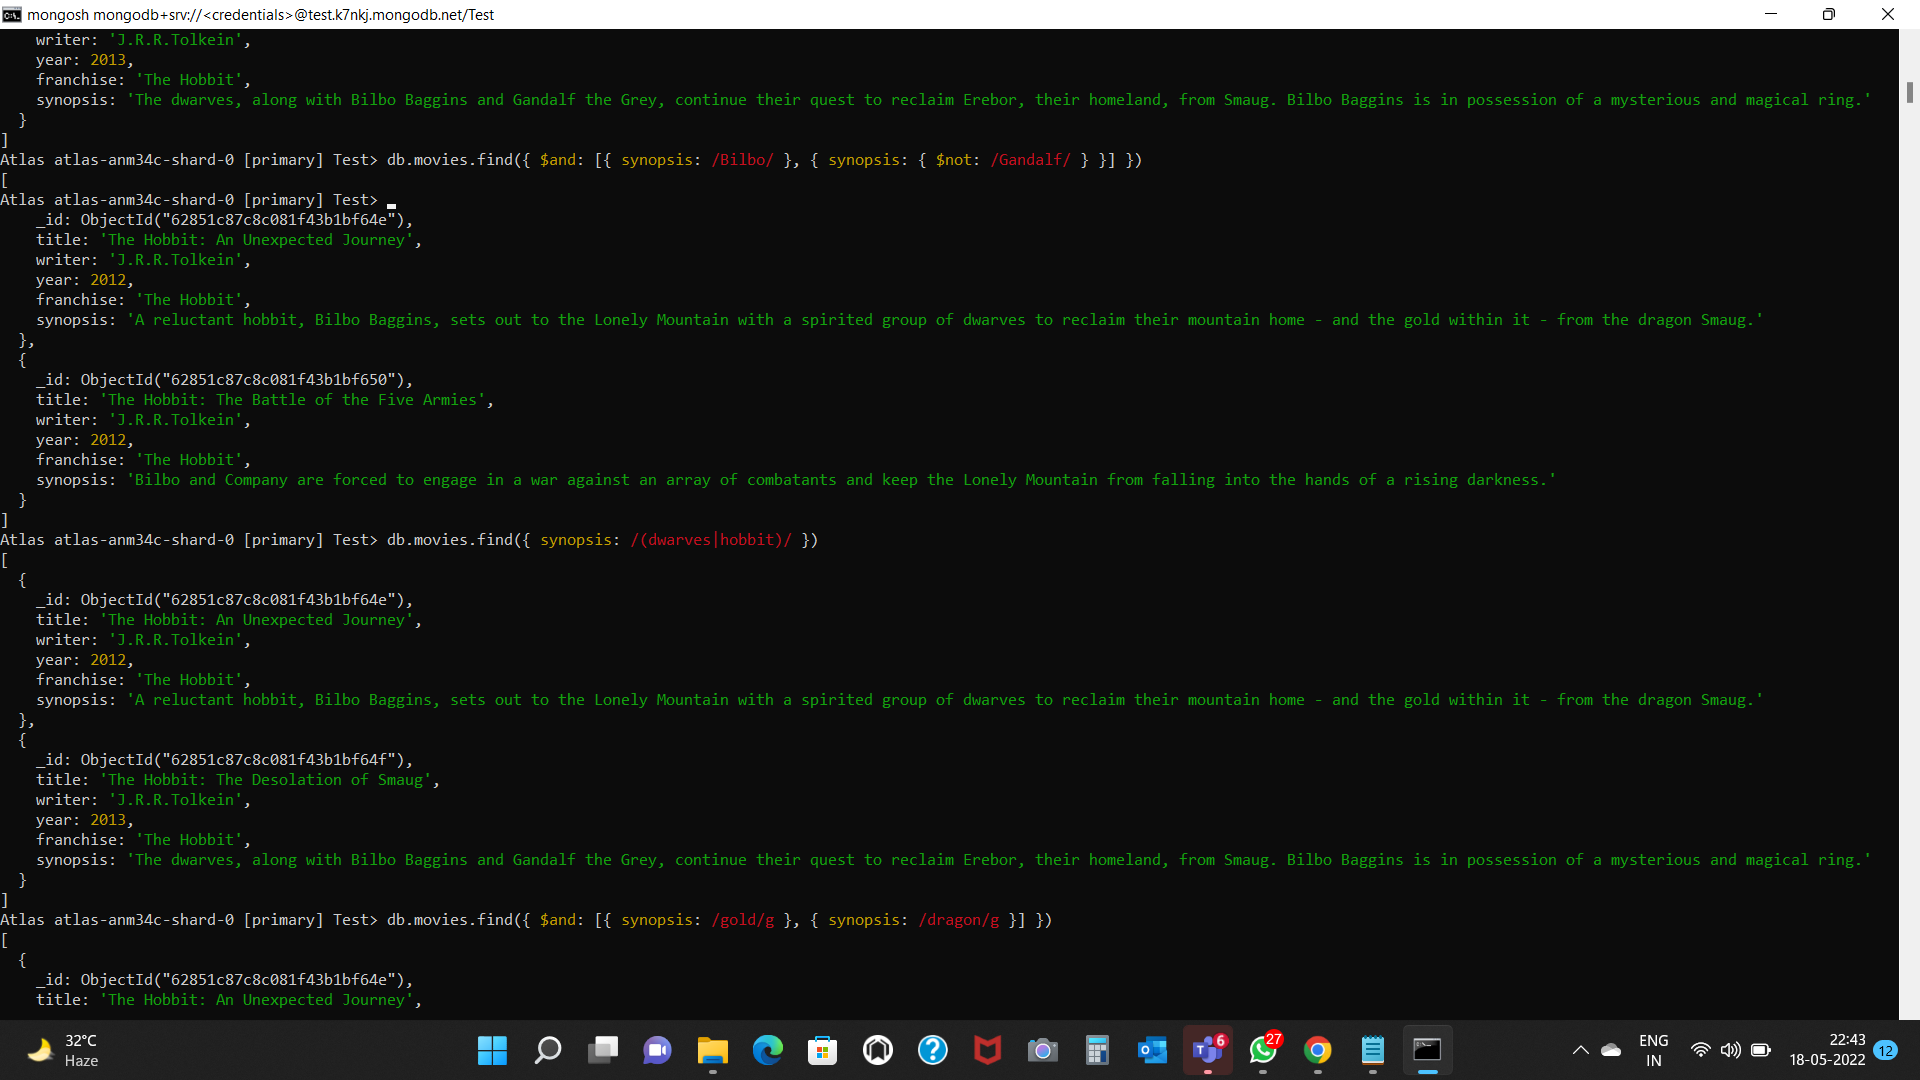 mongosh mongodb+srv://<credentials>@test.k7nkj.mongodb.net/Test
writer: 'J.R.R.Tolkein',
year: 2013,
franchise: 'The Hobbit',
synopsis: 'The dwarves, along with Bilbo Baggins and Gandalf the Grey, continue their quest to reclaim Erebor, their homeland, from Smaug. Bilbo Baggins is in possession of a mysterious and magical ring.'
}
]
Atlas atlas-anm34c-shard-0 [primary] Test> db.movies.find({ $and: [{ synopsis: /Bilbo/ }, { synopsis: { $not: /Gandalf/ } }] })
[
Atlas atlas-anm34c-shard-0 [primary] Test>
_id: ObjectId("62851c87c8c081f43b1bf64e"),
title: 'The Hobbit: An Unexpected Journey',
writer: 'J.R.R.Tolkein',
year: 2012,
franchise: 'The Hobbit',
synopsis: 'A reluctant hobbit, Bilbo Baggins, sets out to the Lonely Mountain with a spirited group of dwarves to reclaim their mountain home - and the gold within it - from the dragon Smaug.'
},
{
_id: ObjectId("62851c87c8c081f43b1bf650"),
title: 'The Hobbit: The Battle of the Five Armies',
writer: 'J.R.R.Tolkein',
year: 2012,
franchise: 'The Hobbit',
synopsis: 'Bilbo and Company are forced to engage in a war against an array of combatants and keep the Lonely Mountain from falling into the hands of a rising darkness.'
}
]
Atlas atlas-anm34c-shard-0 [primary] Test> db.movies.find({ synopsis: /(dwarves|hobbit)/ })
[
{
_id: ObjectId("62851c87c8c081f43b1bf64e"),
title: 'The Hobbit: An Unexpected Journey',
writer: 'J.R.R.Tolkein',
year: 2012,
franchise: 'The Hobbit',
synopsis: 'A reluctant hobbit, Bilbo Baggins, sets out to the Lonely Mountain with a spirited group of dwarves to reclaim their mountain home - and the gold within it - from the dragon Smaug.'
},
{
_id: ObjectId("62851c87c8c081f43b1bf64f"),
title: 'The Hobbit: The Desolation of Smaug',
writer: 'J.R.R.Tolkein',
year: 2013,
franchise: 'The Hobbit',
synopsis: 'The dwarves, along with Bilbo Baggins and Gandalf the Grey, continue their quest to reclaim Erebor, their homeland, from Smaug. Bilbo Baggins is in possession of a mysterious and magical ring.'
}
]
Atlas atlas-anm34c-shard-0 [primary] Test> db.movies.find({ $and: [{ synopsis: /gold/g }, { synopsis: /dragon/g }] })
[
{
_id: ObjectId("62851c87c8c081f43b1bf64e"),
title: 'The Hobbit: An Unexpected Journey',
32°C
Haze
6
27
ENG
IN
22:43
18-05-2022
12